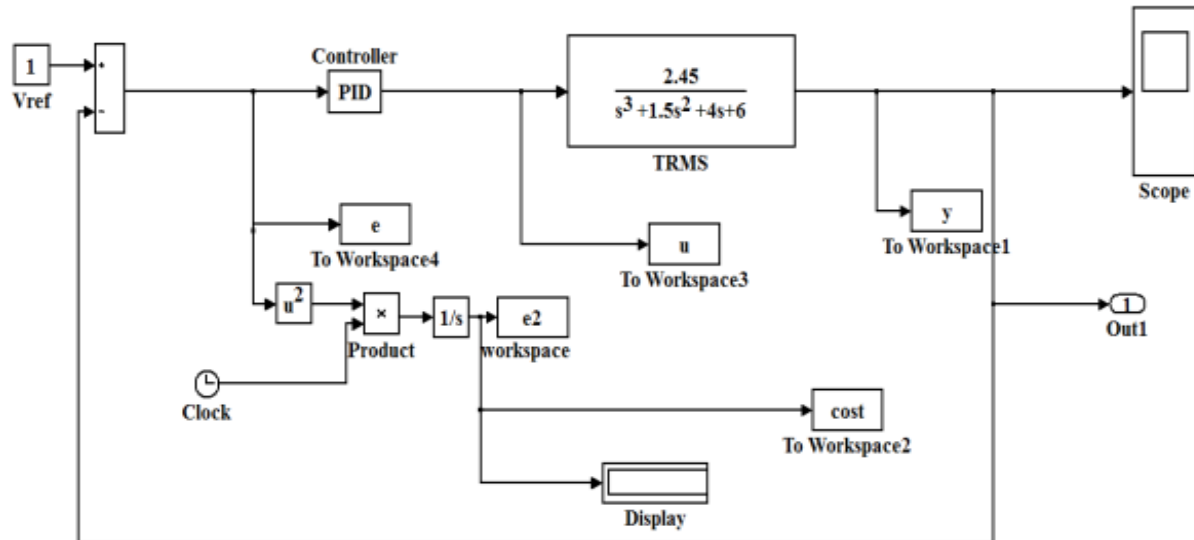 1
Vref
+
-
Controller
PID
2.45
s³+1.5s²+4s+6
TRMS
Scope
e
To Workspace4
u
To Workspace3
y
To Workspace1
u²
×
Product
1/s
e2
workspace
1
Out1
Clock
cost
To Workspace2
Display